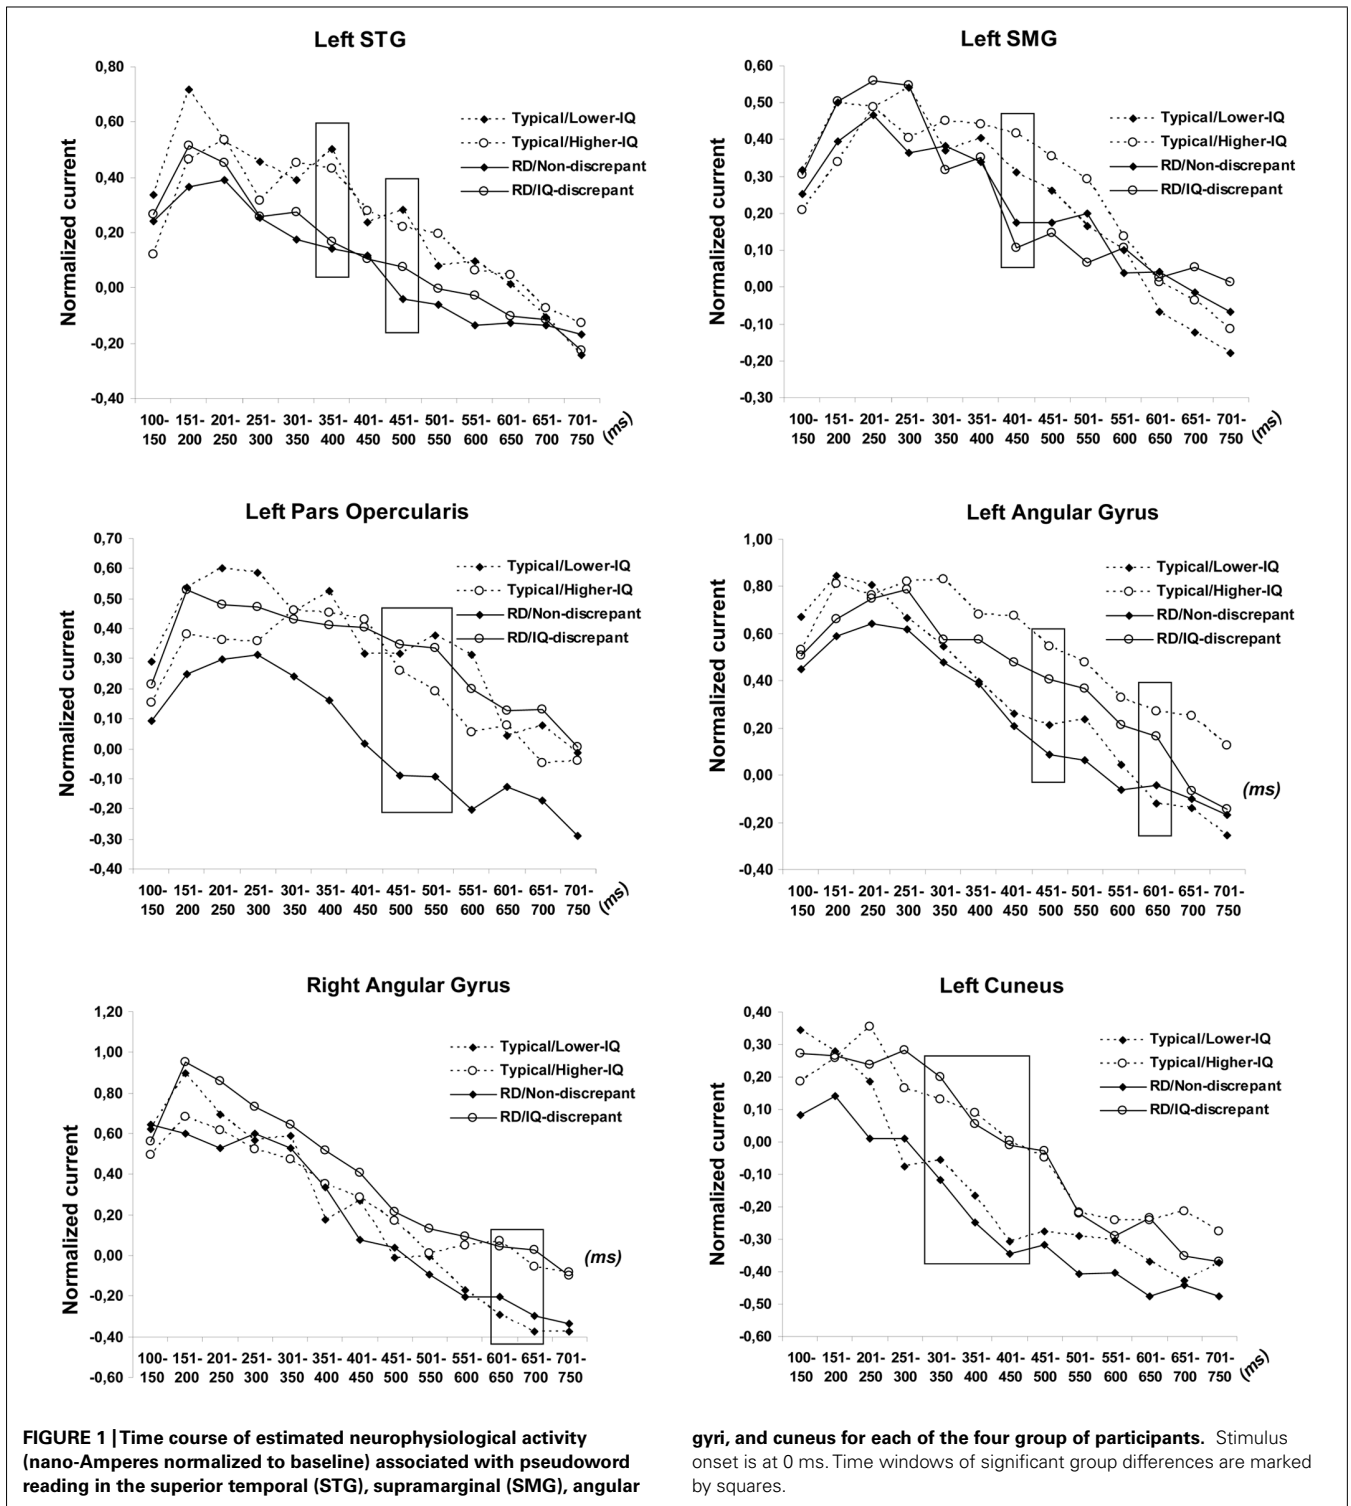 Left STG
Normalized current
0,80
0,60
0,40
0,20
0,00
-0,20
-0,40
Typical/Lower-IQ
Typical/Higher-IQ
RD/Non-discrepant
RD/IQ-discrepant
100- 151- 201- 251- 301- 351- 401- 451- 501- 551- 601- 651- 701-
150 200 250 300 350 400 450 500 550 600 650 700 750 (ms)
Left SMG
Normalized current
0,60
0,50
0,40
0,30
0,20
0,10
0,00
-0,10
-0,20
-0,30
Typical/Lower-IQ
Typical/Higher-IQ
RD/Non-discrepant
RD/IQ-discrepant
100- 151- 201- 251- 301- 351- 401- 451- 501- 551- 601- 651- 701-
150 200 250 300 350 400 450 500 550 600 650 700 750 (ms)
Left Pars Opercularis
Normalized current
0,70
0,60
0,50
0,40
0,30
0,20
0,10
0,00
-0,10
-0,20
-0,30
-0,40
Typical/Lower-IQ
Typical/Higher-IQ
RD/Non-discrepant
RD/IQ-discrepant
100- 151- 201- 251- 301- 351- 401- 451- 501- 551- 601- 651- 701-
150 200 250 300 350 400 450 500 550 600 650 700 750 (ms)
Left Angular Gyrus
Normalized current
1,00
0,80
0,60
0,40
0,20
0,00
-0,20
-0,40
Typical/Lower-IQ
Typical/Higher-IQ
RD/Non-discrepant
RD/IQ-discrepant
(ms)
100- 151- 201- 251- 301- 351- 401- 451- 501- 551- 601- 651- 701-
150 200 250 300 350 400 450 500 550 600 650 700 750
Right Angular Gyrus
Normalized current
1,20
1,00
0,80
0,60
0,40
0,20
0,00
-0,20
-0,40
-0,60
Typical/Lower-IQ
Typical/Higher-IQ
RD/Non-discrepant
RD/IQ-discrepant
(ms)
100- 151- 201- 251- 301- 351- 401- 451- 501- 551- 601- 651- 701-
150 200 250 300 350 400 450 500 550 600 650 700 750
Left Cuneus
Normalized current
0,40
0,30
0,20
0,10
0,00
-0,10
-0,20
-0,30
-0,40
-0,50
-0,60
Typical/Lower-IQ
Typical/Higher-IQ
RD/Non-discrepant
RD/IQ-discrepant
100- 151- 201- 251- 301- 351- 401- 451- 501- 551- 601- 651- 701-
150 200 250 300 350 400 450 500 550 600 650 700 750 (ms)
FIGURE 1 | Time course of estimated neurophysiological activity
(nano-Amperes normalized to baseline) associated with pseudoword
reading in the superior temporal (STG), supramarginal (SMG), angular
gyri, and cuneus for each of the four group of participants. Stimulus
onset is at 0 ms. Time windows of significant group differences are marked
by squares.